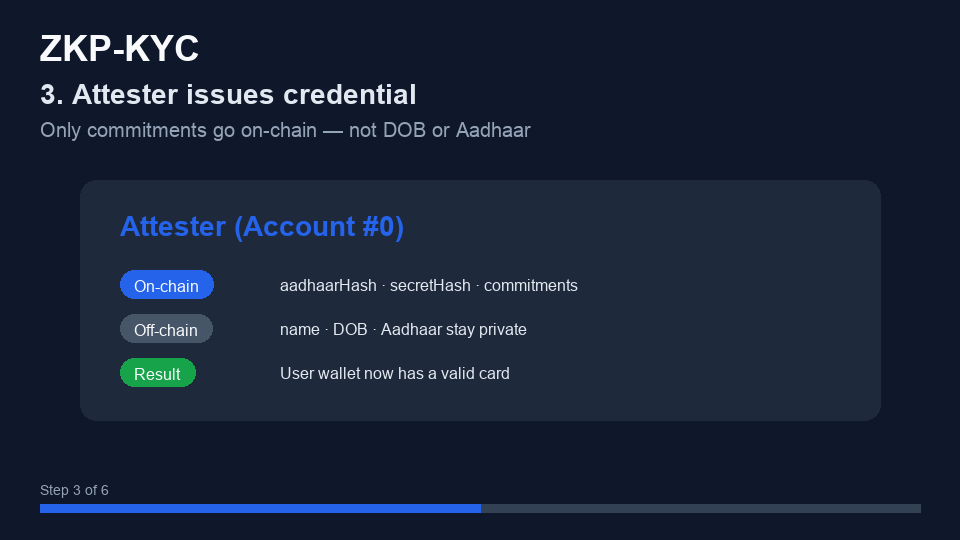 ZKP-KYC
3. Attester issues credential
Only commitments go on-chain — not DOB or Aadhaar
Attester (Account #0)
On-chain aadhaarHash · secretHash · commitments
Off-chain name · DOB · Aadhaar stay private
Result User wallet now has a valid card
Step 3 of 6